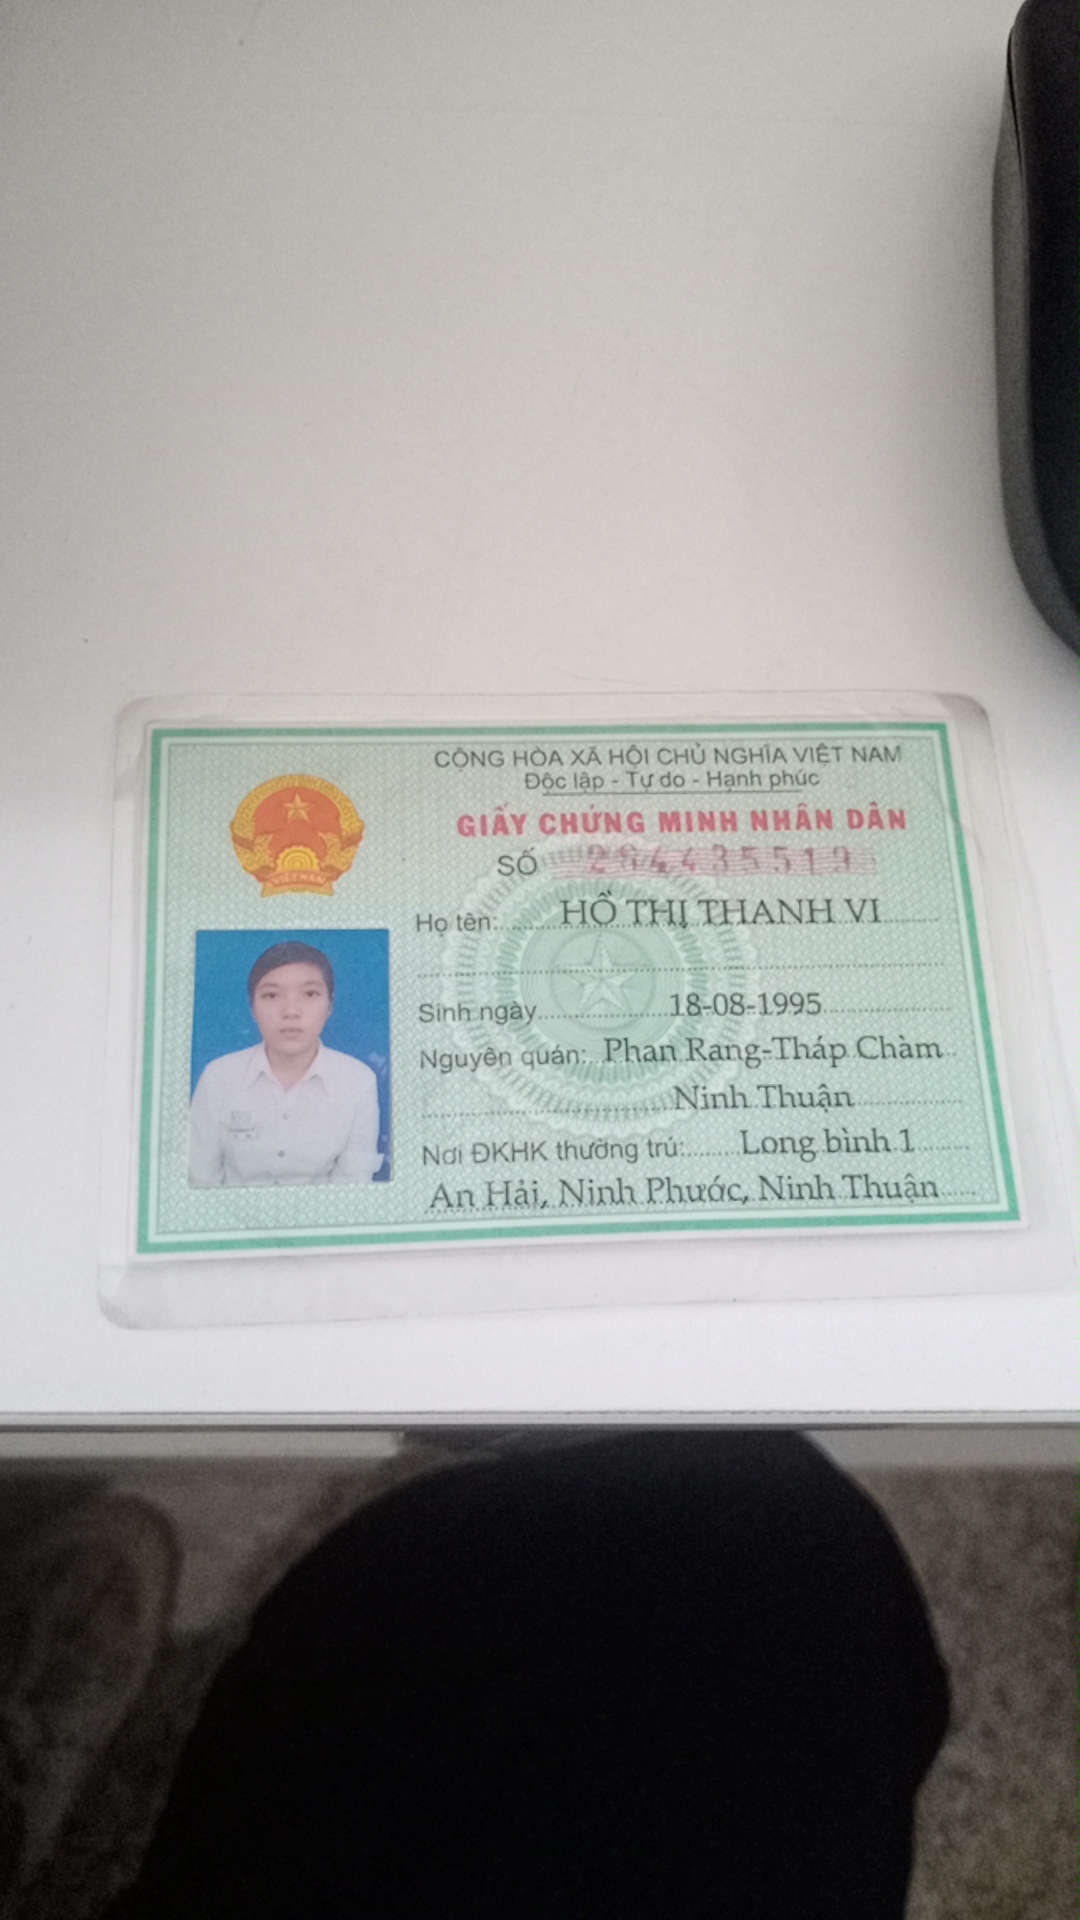 CỘNG HÒA XÃ HỘI CHỦ NGHĨA VIỆT NAM
Độc lập - Tự do - Hạnh phúc
GIẤY CHỨNG MINH NHÂN DÂN
SỐ
VIỆT NAM
Họ tên: HỒ THỊ THANH VI
Sinh ngày 18-08-1995
Nguyên quán: Phan Rang-Tháp Chàm
Ninh Thuận
Nơi ĐKHK thường trú: Long bình 1
An Hải, Ninh Phước, Ninh Thuận